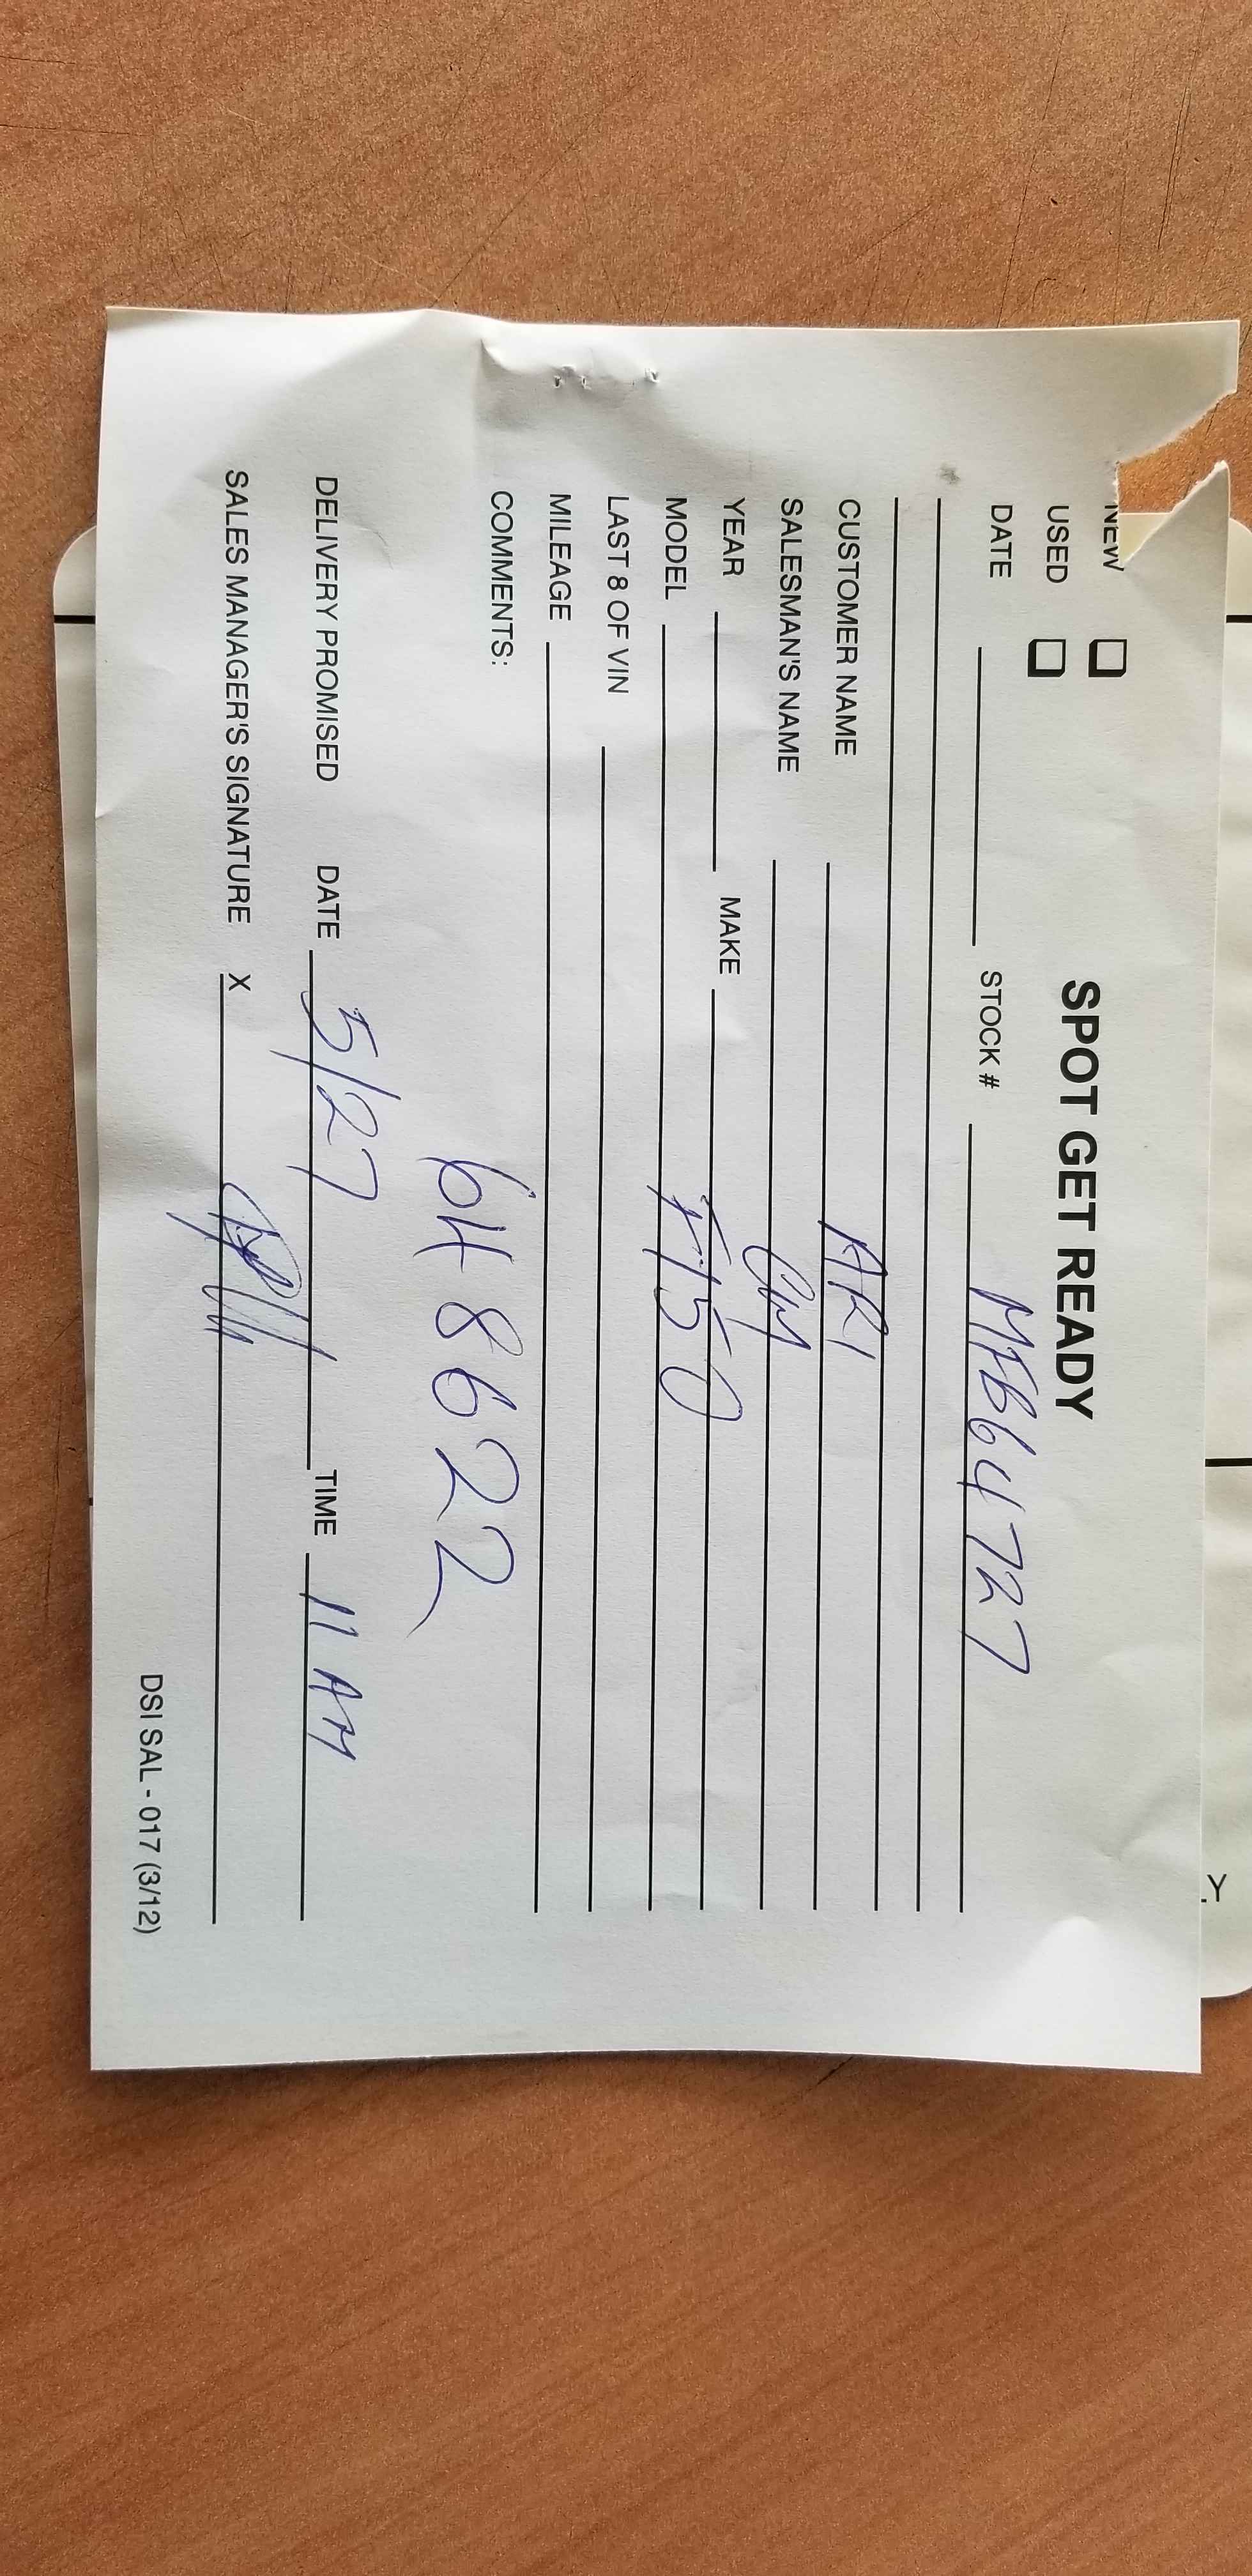 SPOT GET READY
NEW
USED
DATE STOCK # MFB64727
CUSTOMER NAME ARI
SALESMAN'S NAME
YEAR MAKE
MODEL F150
LAST 8 OF VIN
MILEAGE
COMMENTS:
648622
DELIVERY PROMISED DATE 5/27 TIME 11 AM
SALES MANAGER'S SIGNATURE X
DSI SAL - 017 (3/12)
Y